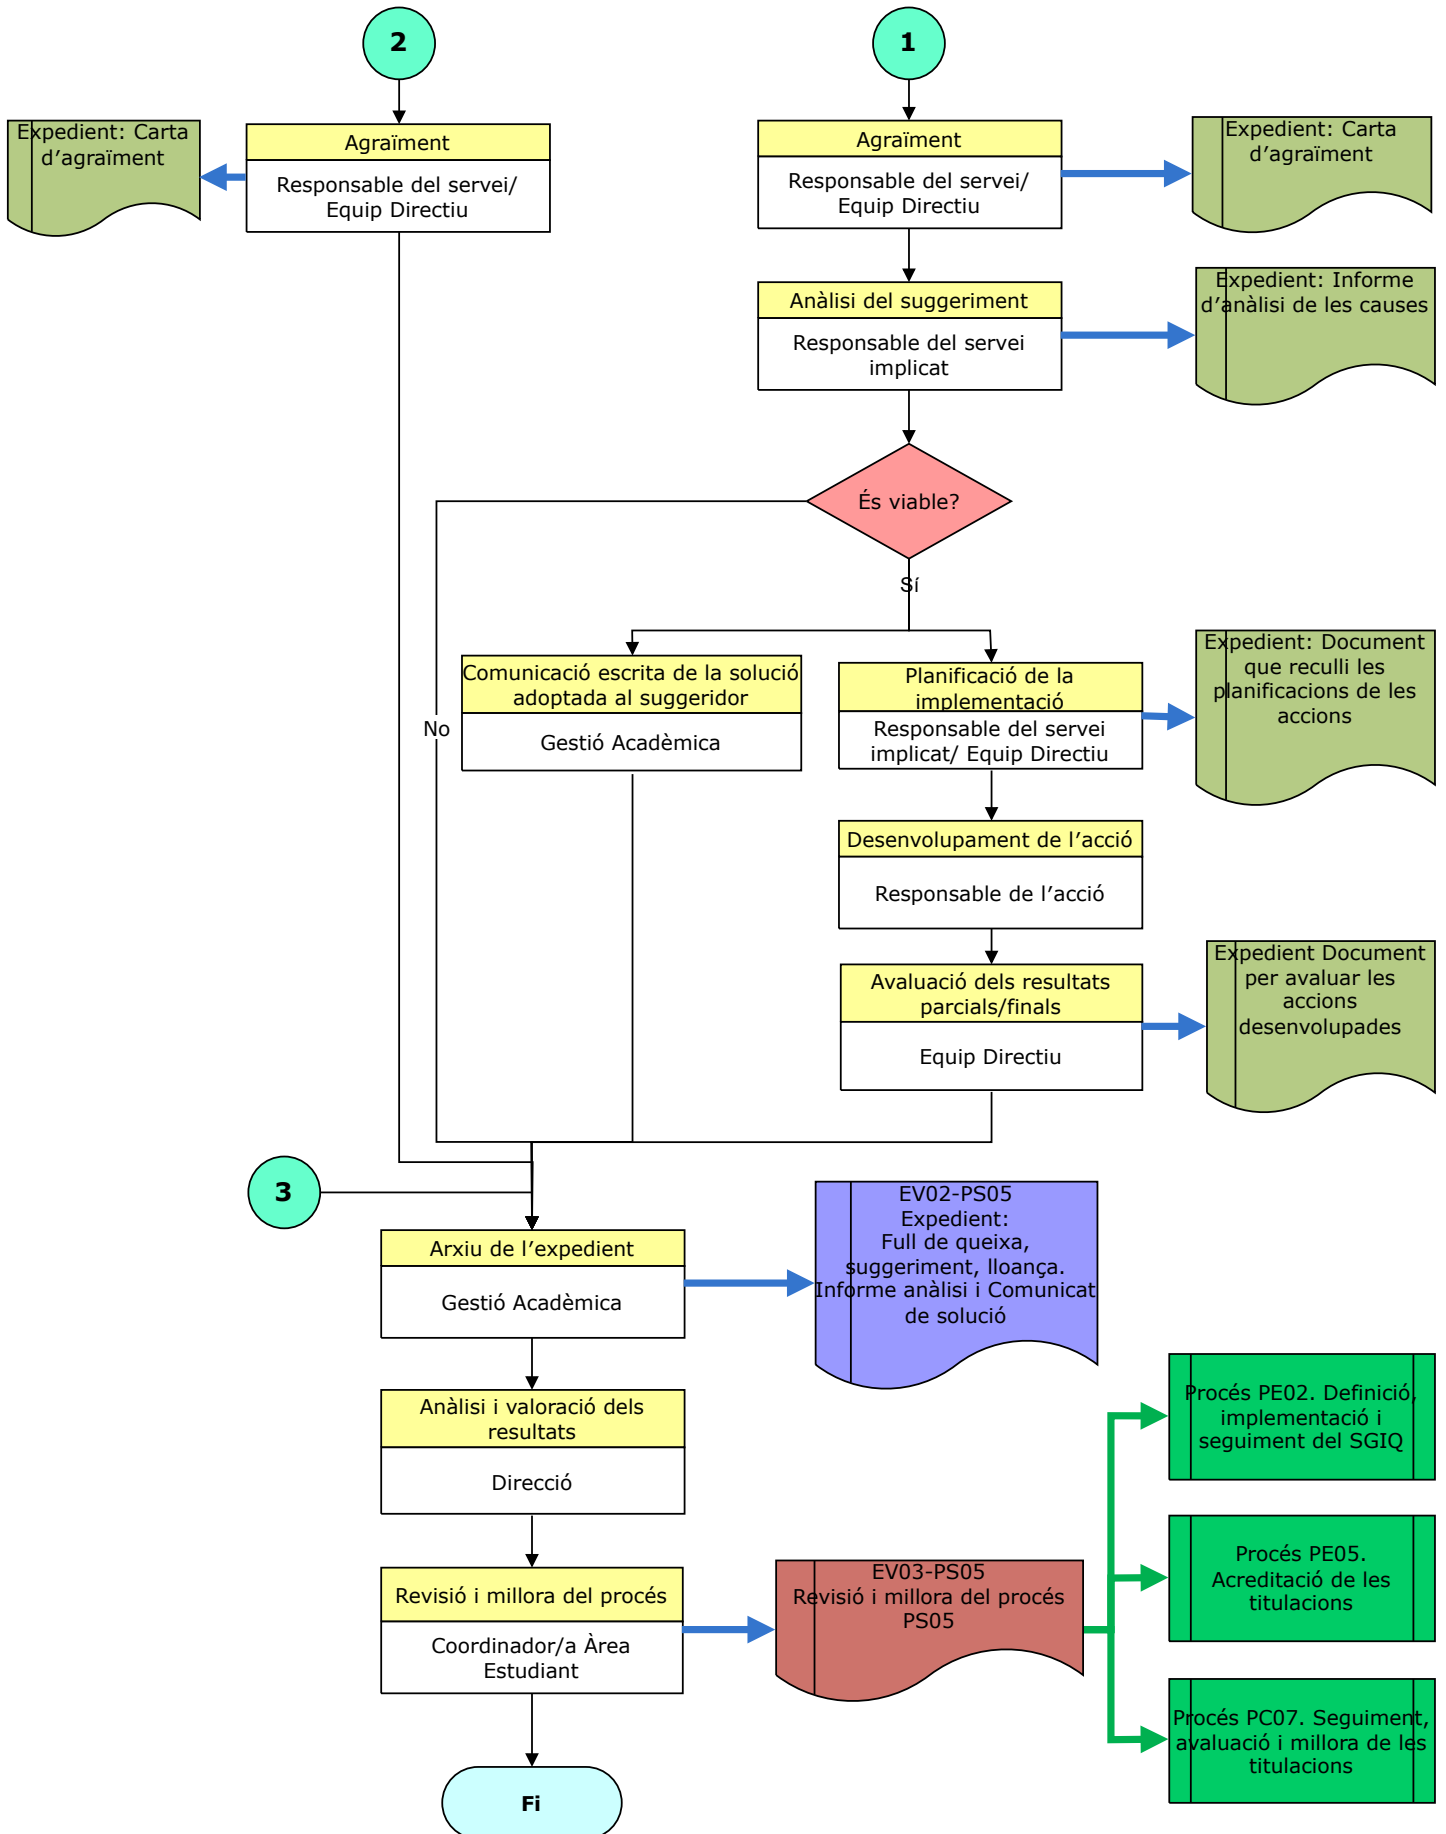 2
1
Expedient: Carta
d’agraïment
Agraïment
Responsable del servei/
Equip Directiu
Agraïment
Responsable del servei/
Equip Directiu
Expedient: Carta
d’agraïment
Anàlisi del suggeriment
Responsable del servei
implicat
Expedient: Informe
d’anàlisi de les causes
És viable?
Sí
No
Comunicació escrita de la solució
adoptada al suggeridor
Gestió Acadèmica
Planificació de la
implementació
Responsable del servei
implicat/ Equip Directiu
Expedient: Document
que reculli les
planificacions de les
accions
Desenvolupament de l’acció
Responsable de l’acció
Avaluació dels resultats
parcials/finals
Equip Directiu
Expedient Document
per avaluar les
accions
desenvolupades
3
Arxiu de l’expedient
Gestió Acadèmica
EV02-PS05
Expedient:
Full de queixa,
suggeriment, lloança.
Informe anàlisi i Comunicat
de solució
Anàlisi i valoració dels
resultats
Direcció
Procés PE02. Definició,
implementació i
seguiment del SGIQ
Procés PE05.
Acreditació de les
titulacions
Revisió i millora del procés
Coordinador/a Àrea
Estudiant
EV03-PS05
Revisió i millora del procés
PS05
Procés PC07. Seguiment,
avaluació i millora de les
titulacions
Fi